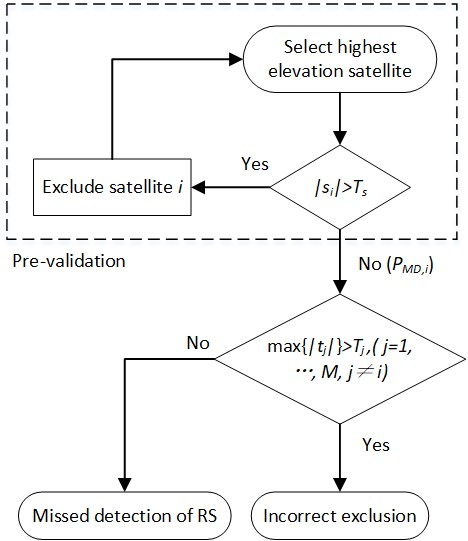 Select highest
elevation satellite
Yes
Exclude satellite i
|sᵢ|>Tₛ
Pre-validation
No (P_MD,i)
No
max{|tⱼ|}>Tⱼ,( j=1,
⋯, M, j≠i)
Yes
Missed detection of RS
Incorrect exclusion